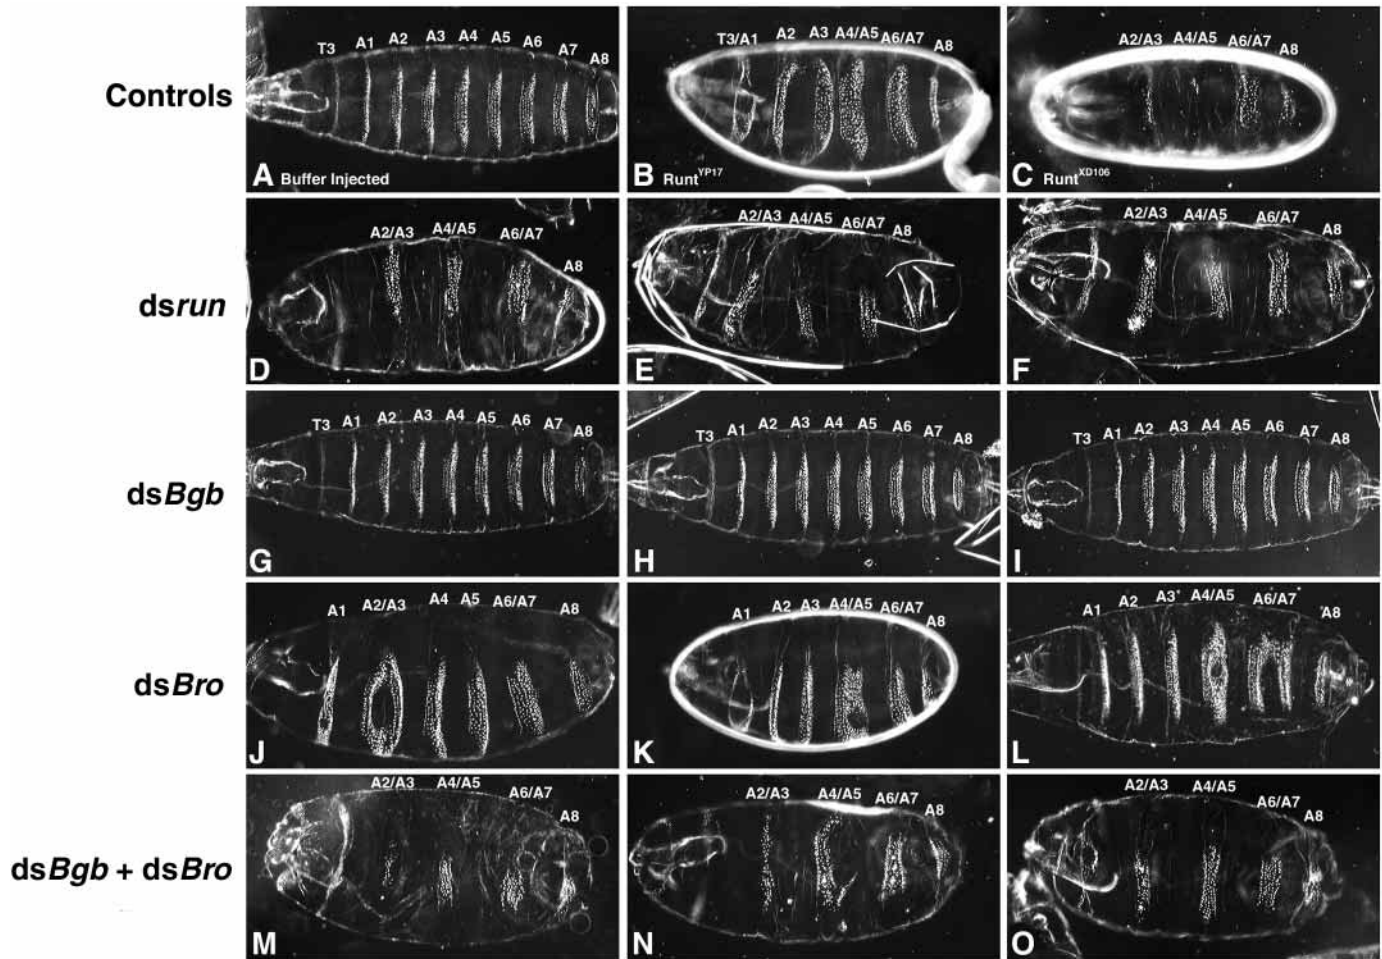 T3 A1 A2 A3 A4 A5 A6 A7 A8
T3/A1 A2 A3 A4/A5 A6/A7 A8
A2/A3 A4/A5 A6/A7 A8
Controls
A Buffer Injected
B Runt^YP17
C Runt^XD106
A2/A3 A4/A5 A6/A7 A8
A2/A3 A4/A5 A6/A7 A8
A2/A3 A4/A5 A6/A7 A8
dsrun
D
E
F
T3 A1 A2 A3 A4 A5 A6 A7 A8
T3 A1 A2 A3 A4 A5 A6 A7 A8
T3 A1 A2 A3 A4 A5 A6 A7 A8
dsBgb
G
H
I
A1 A2/A3 A4 A5 A6/A7 A8
A1 A2 A3 A4/A5 A6/A7 A8
A1 A2 A3* A4/A5 A6/A7* A8
dsBro
J
K
L
A2/A3 A4/A5 A6/A7 A8
A2/A3 A4/A5 A6/A7 A8
A2/A3 A4/A5 A6/A7 A8
dsBgb + dsBro
M
N
O